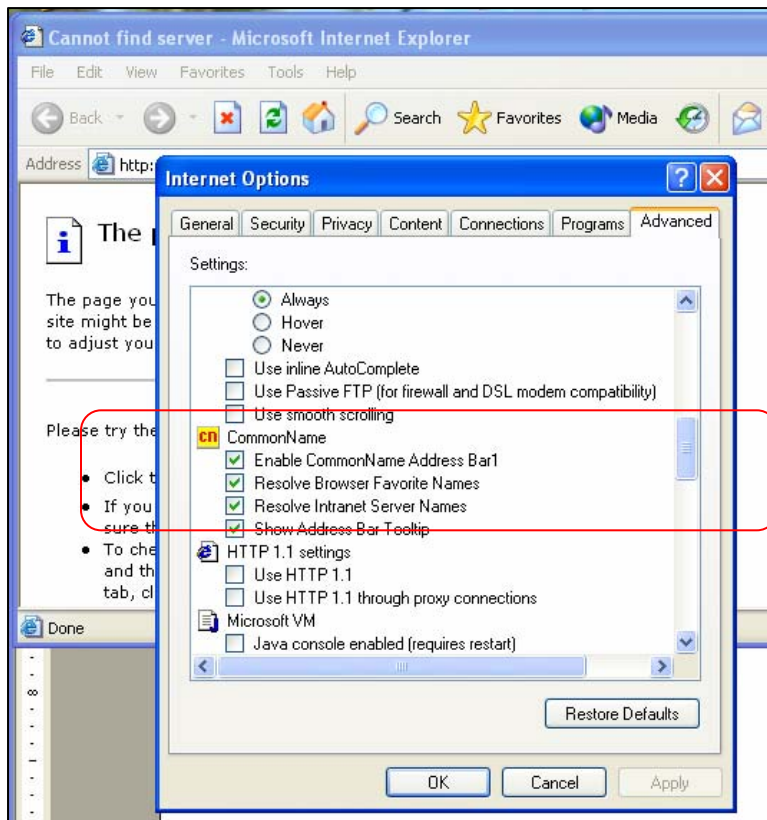 Cannot find server - Microsoft Internet Explorer
File Edit View Favorites Tools Help
Back Search Favorites Media
Address http:
Internet Options
General Security Privacy Content Connections Programs Advanced
The
Settings:
Always
The page you
Hover
site might be
Never
to adjust you
Use inline AutoComplete
Use Passive FTP (for firewall and DSL modem compatibility)
Use smooth scrolling
Please try the
cn CommonName
Enable CommonName Address Bar1
Click
Resolve Browser Favorite Names
If you
Resolve Intranet Server Names
sure
Show Address Bar Tooltip
To che
HTTP 1.1 settings
and th
Use HTTP 1.1
tab, cl
Use HTTP 1.1 through proxy connections
Microsoft VM
Done
Java console enabled (requires restart)
Restore Defaults
OK Cancel Apply